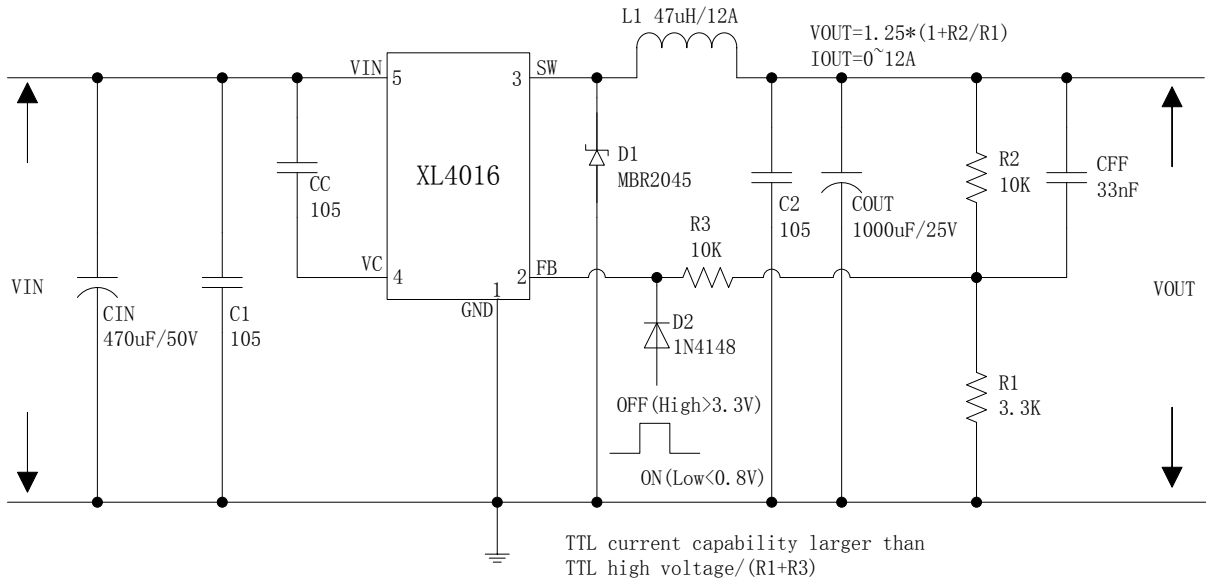 L1 47uH/12A
VOUT=1.25*(1+R2/R1)
IOUT=0~12A
VIN
5
3
SW
XL4016
CC
105
D1
MBR2045
C2
105
COUT
1000uF/25V
R2
10K
CFF
33nF
R3
10K
VC
4
2
FB
1
GND
VIN
CIN
470uF/50V
C1
105
D2
1N4148
VOUT
R1
3.3K
OFF(High>3.3V)
ON(Low<0.8V)
TTL current capability larger than
TTL high voltage/(R1+R3)